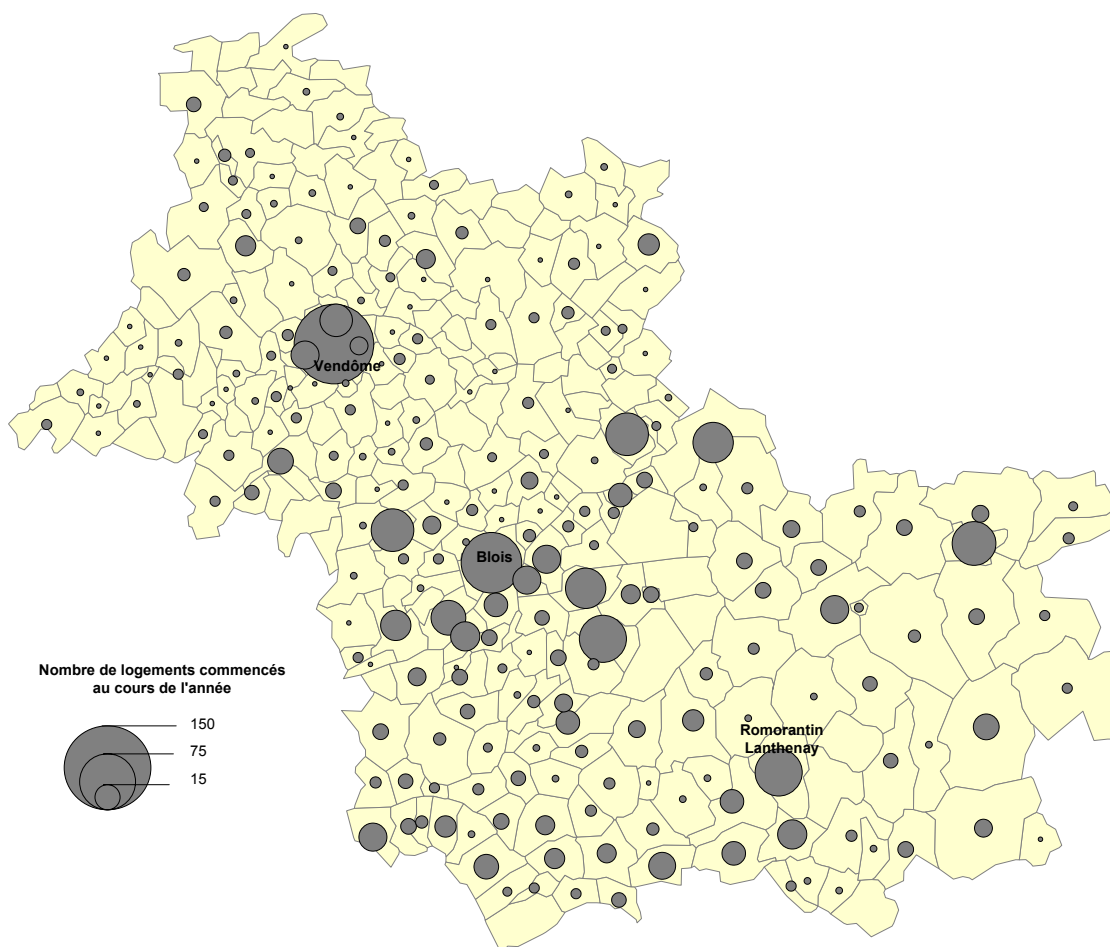 Vendôme
Blois
Nombre de logements commencés
au cours de l'année
150
75
15
Romorantin
Lanthenay